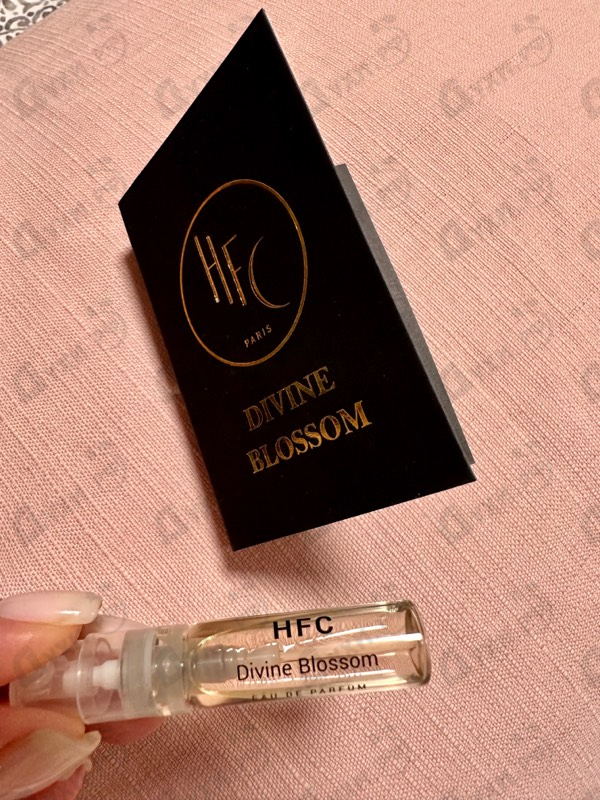 HFC
PARIS
DIVINE
BLOSSOM
HFC
Divine Blossom
EAU DE PARFUM